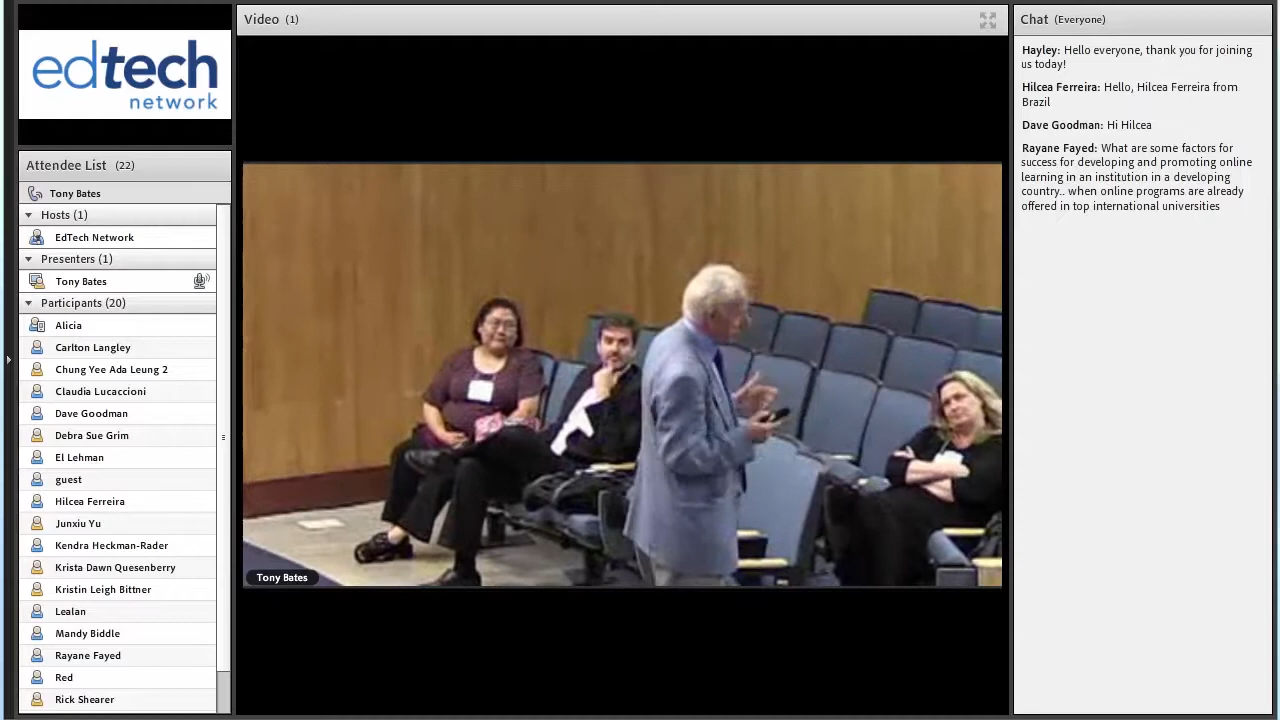 edtech
network
Attendee List (22)
Tony Bates
Hosts (1)
EdTech Network
Presenters (1)
Tony Bates
Participants (20)
Alicia
Carlton Langley
Chung Yee Ada Leung 2
Claudia Lucaccioni
Dave Goodman
Debra Sue Grim
El Lehman
guest
Hilcea Ferreira
Junxiu Yu
Kendra Heckman-Rader
Krista Dawn Quesenberry
Kristin Leigh Bittner
Lealan
Mandy Biddle
Rayane Fayed
Red
Rick Shearer
Video (1)
Tony Bates
Chat (Everyone)
Hayley: Hello everyone, thank you for joining
us today!
Hilcea Ferreira: Hello, Hilcea Ferreira from
Brazil
Dave Goodman: Hi Hilcea
Rayane Fayed: What are some factors for
success for developing and promoting online
learning in an institution in a developing
country.. when online programs are already
offered in top international universities